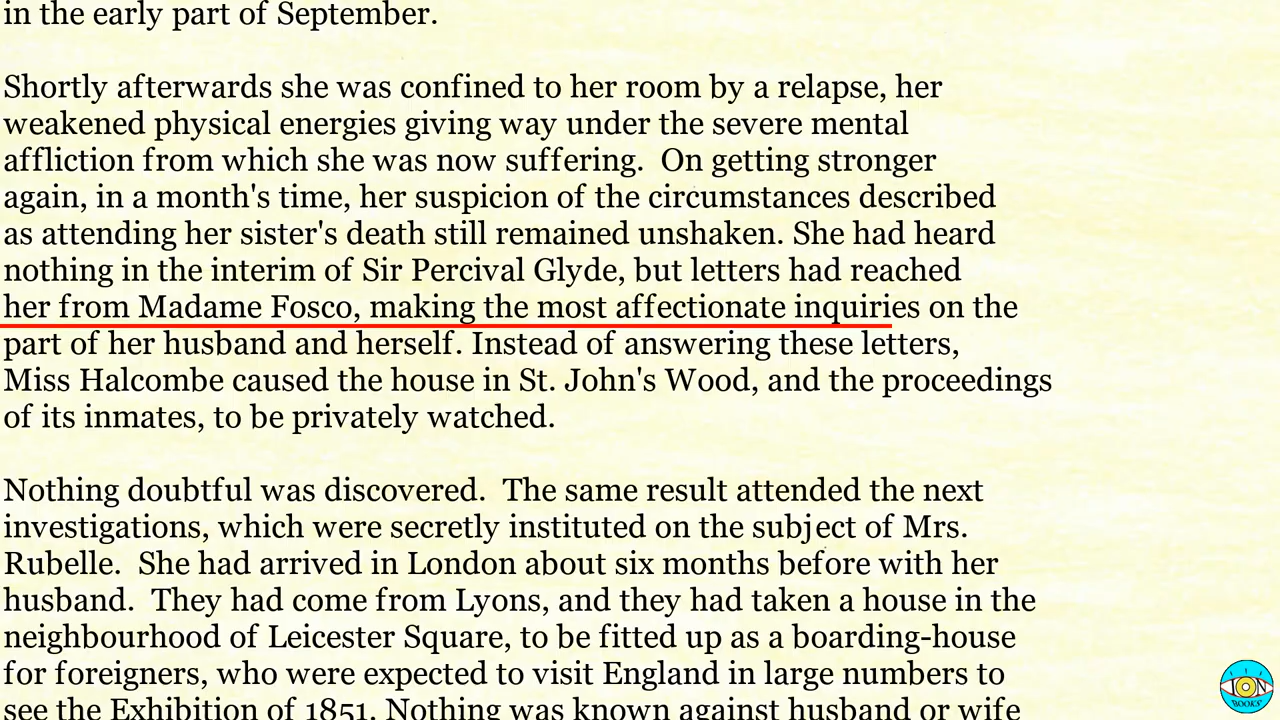 in the early part of September.
Shortly afterwards she was confined to her room by a relapse, her
weakened physical energies giving way under the severe mental
affliction from which she was now suffering.  On getting stronger
again, in a month's time, her suspicion of the circumstances described
as attending her sister's death still remained unshaken. She had heard
nothing in the interim of Sir Percival Glyde, but letters had reached
her from Madame Fosco, making the most affectionate inquiries on the
part of her husband and herself. Instead of answering these letters,
Miss Halcombe caused the house in St. John's Wood, and the proceedings
of its inmates, to be privately watched.
Nothing doubtful was discovered.  The same result attended the next
investigations, which were secretly instituted on the subject of Mrs.
Rubelle.  She had arrived in London about six months before with her
husband.  They had come from Lyons, and they had taken a house in the
neighbourhood of Leicester Square, to be fitted up as a boarding-house
for foreigners, who were expected to visit England in large numbers to
see the Exhibition of 1851. Nothing was known against husband or wife
ION
BOOKS